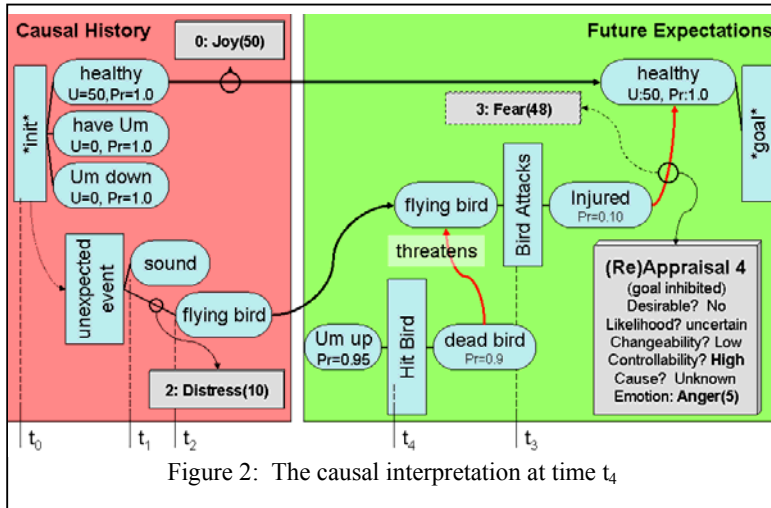 Causal History
0: Joy(50)
Future Expectations
*init*
healthy
U=50,Pr=1.0
have Um
U=0, Pr=1.0
Um down
U=0, Pr=1.0
unexpected
event
sound
flying bird
2: Distress(10)
healthy
U:50, Pr:1.0
*goal*
3: Fear(48)
flying bird
Bird Attacks
Injured
Pr=0.10
threatens
Um up
Pr=0.95
Hit Bird
dead bird
Pr=0.9
(Re)Appraisal 4
(goal inhibited)
Desirable? No
Likelihood? uncertain
Changeability? Low
Controllability? High
Cause? Unknown
Emotion: Anger(5)
t0
t1
t2
t4
t3
Figure 2: The causal interpretation at time t4